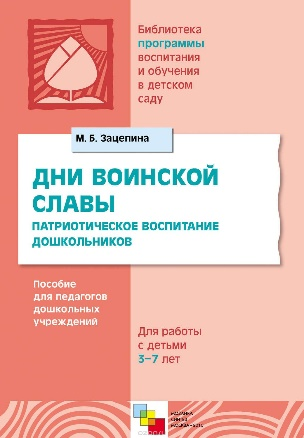 Библиотека
программы
воспитания
и обучения
в детском
саду
М. Б. Зацепина
ДНИ ВОИНСКОЙ
СЛАВЫ
ПАТРИОТИЧЕСКОЕ ВОСПИТАНИЕ
ДОШКОЛЬНИКОВ
Пособие
для педагогов
дошкольных
учреждений
Для работы
с детьми
3–7 лет